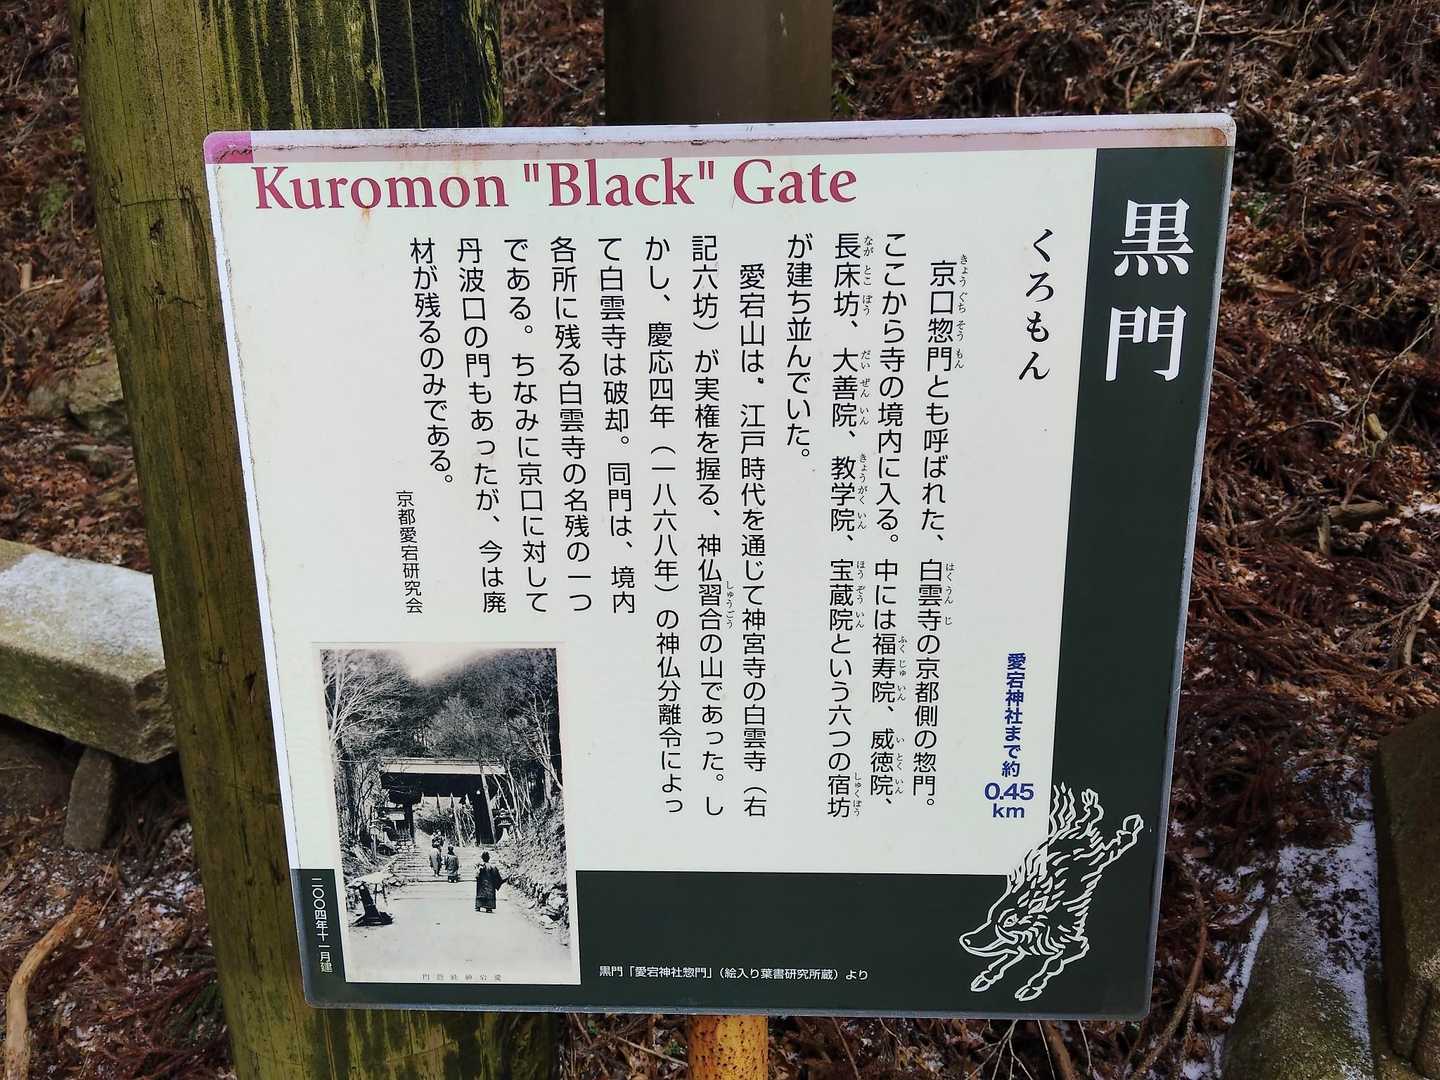 Kuromon "Black" Gate
黒門
くろもん
愛宕神社まで約
0.45
km
京口惣門とも呼ばれた、白雲寺の京都側の惣門。
ここから寺の境内に入る。中には福寿院、威徳院、
長床坊、大善院、教学院、宝蔵院という六つの宿坊
が建ち並んでいた。
愛宕山は、江戸時代を通じて神宮寺の白雲寺（右
記六坊）が実権を握る、神仏習合の山であった。し
かし、慶応四年（一八六八年）の神仏分離令によっ
て白雲寺は破却。同門は、境内
各所に残る白雲寺の名残の一つ
である。ちなみに京口に対して
丹波口の門もあったが、今は廃
材が残るのみである。
京都愛宕研究会
愛宕神社惣門
二〇〇四年十一月建
黒門「愛宕神社惣門」（絵入り葉書研究所蔵）より